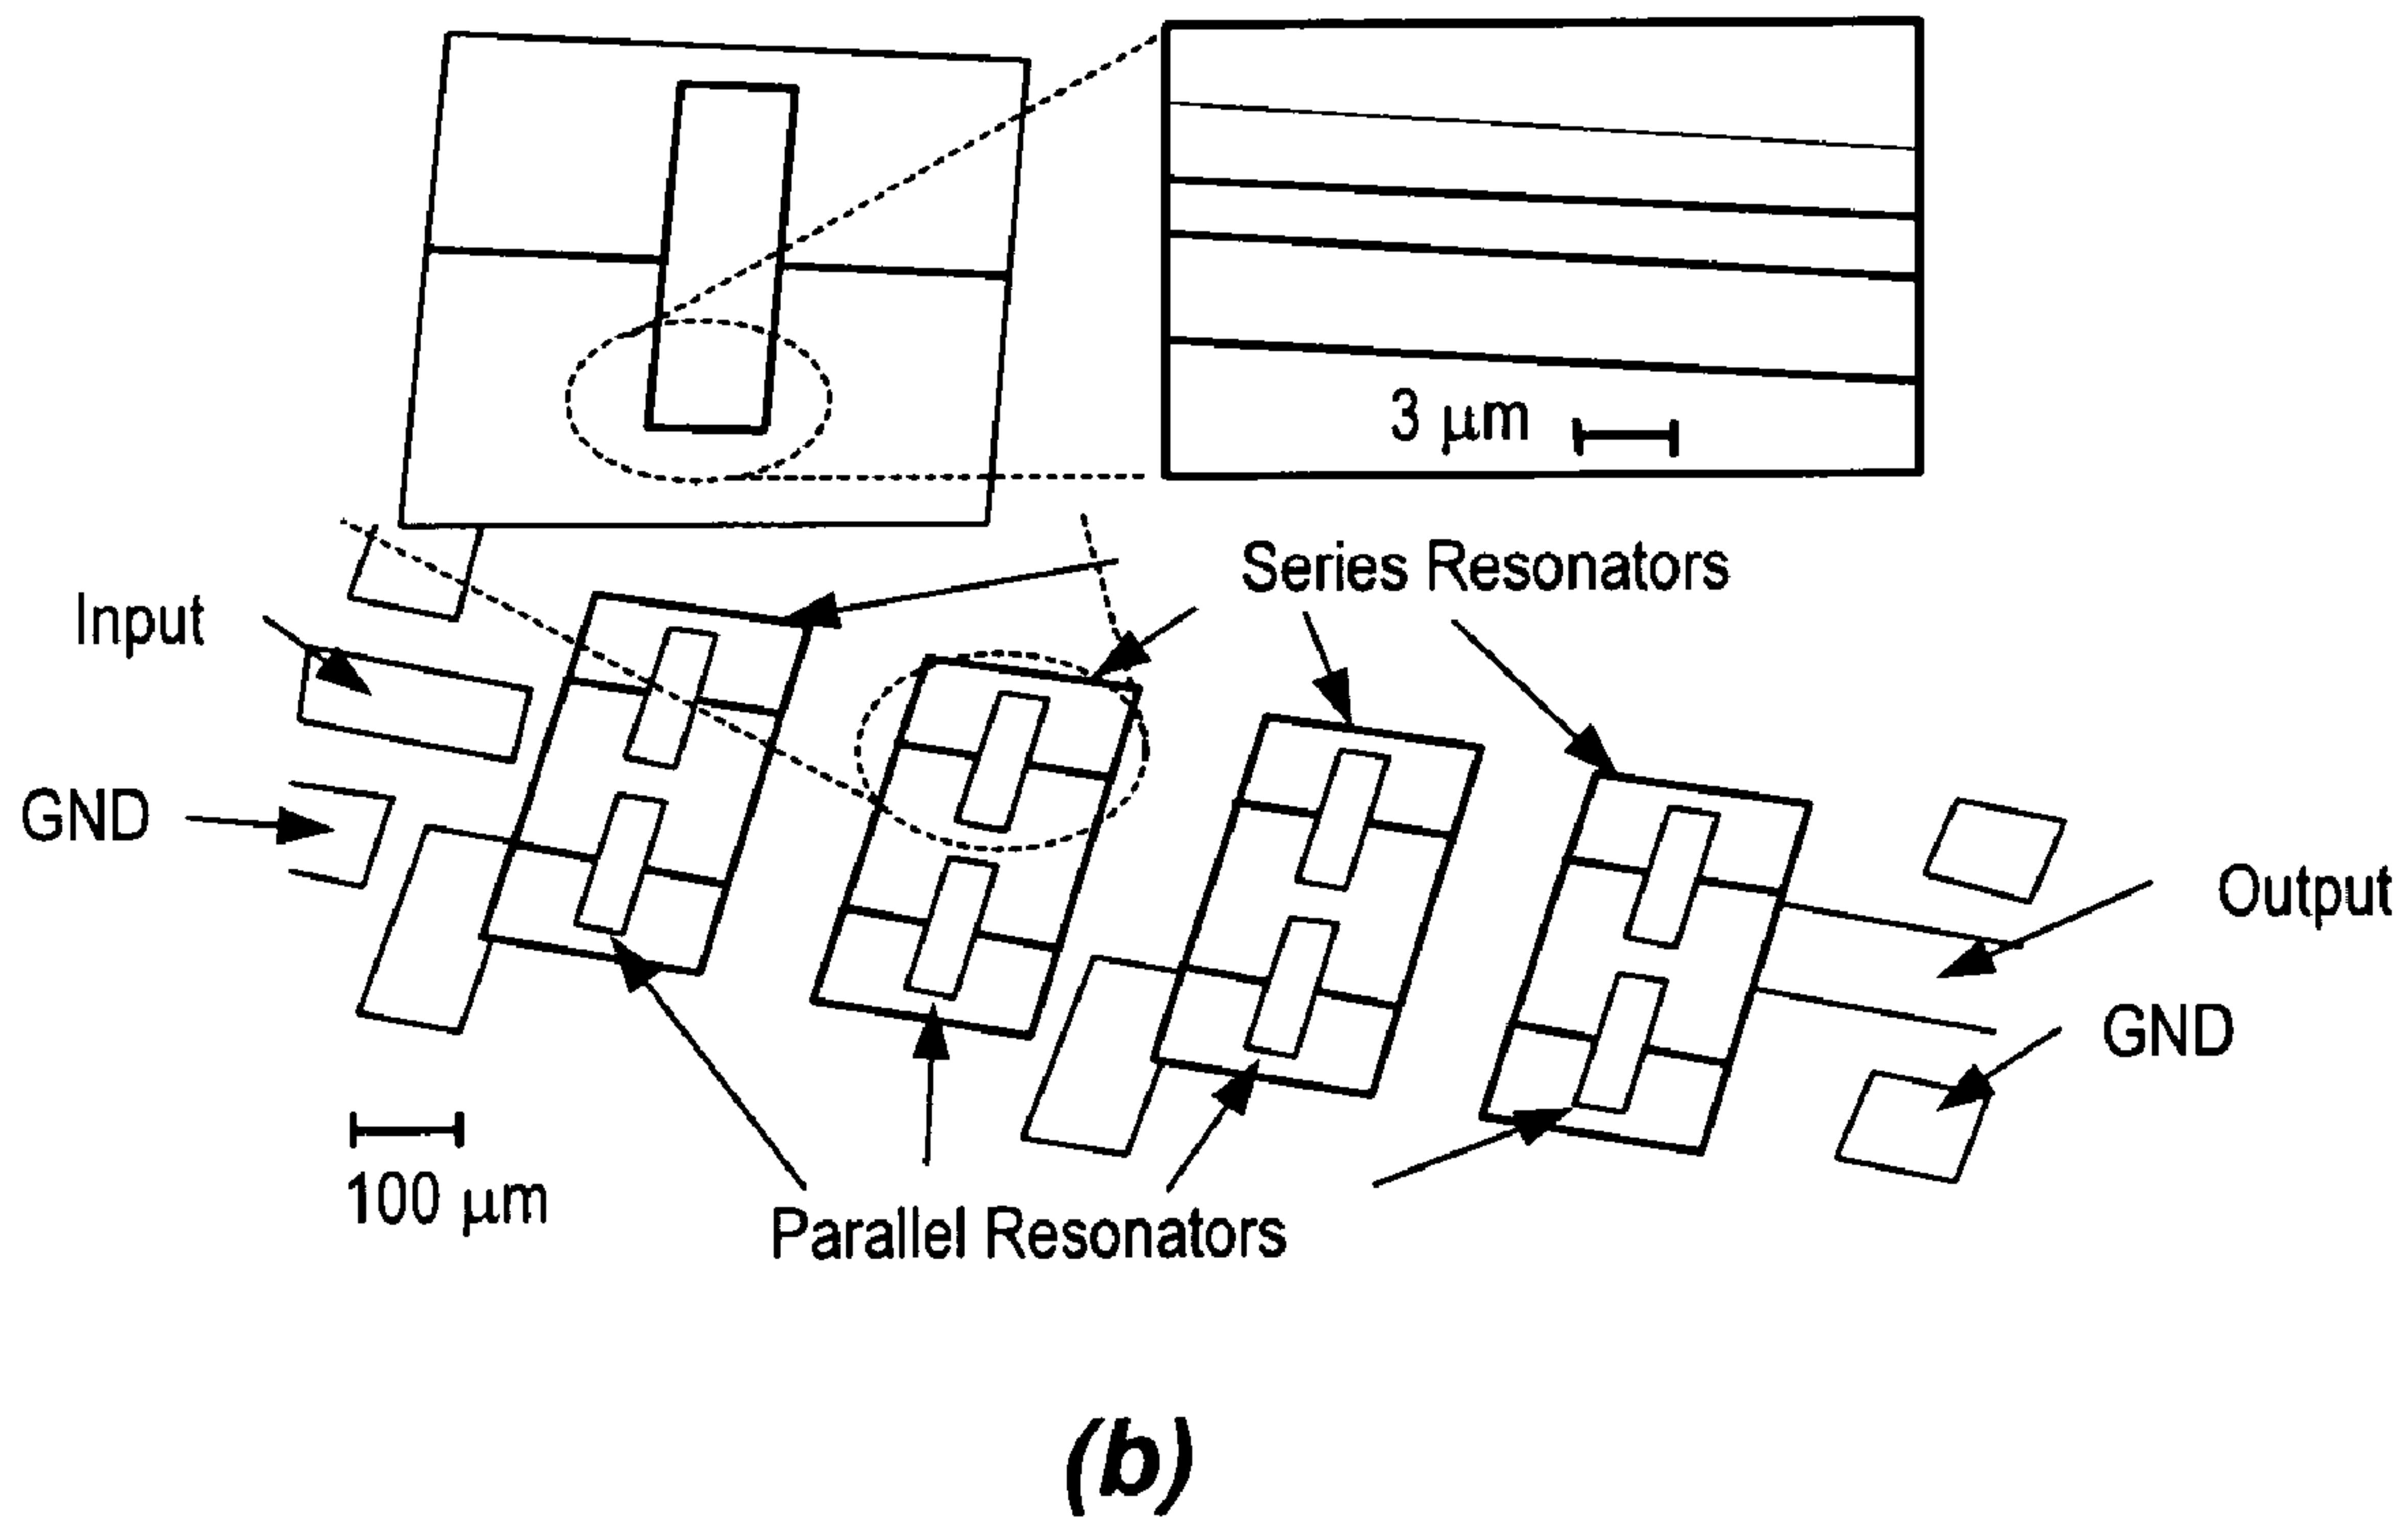 3 μm
Series Resonators
Input
GND
Output
GND
100 μm
Parallel Resonators
(b)